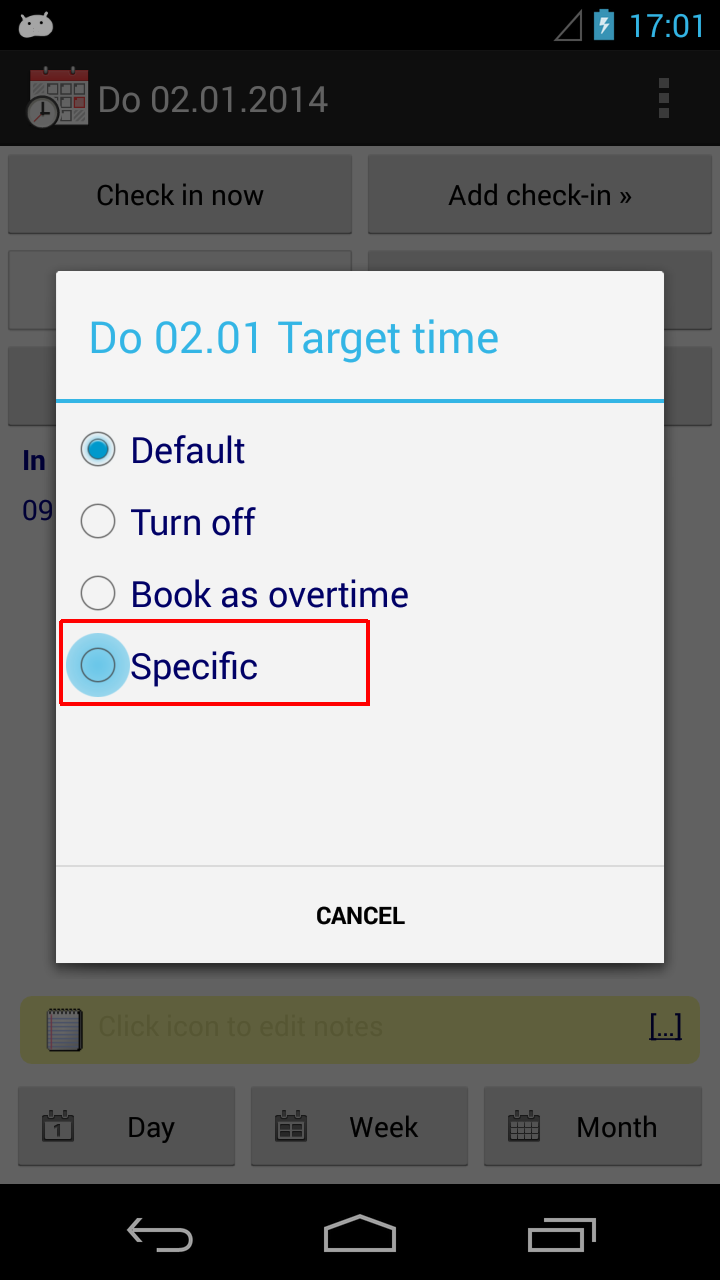 17:01
Do 02.01.2014
Check in now
Add check-in »
Do 02.01 Target time
Default
In
Turn off
09
Book as overtime
Specific
CANCEL
Click icon to edit notes
[...]
1
Day
Week
Month